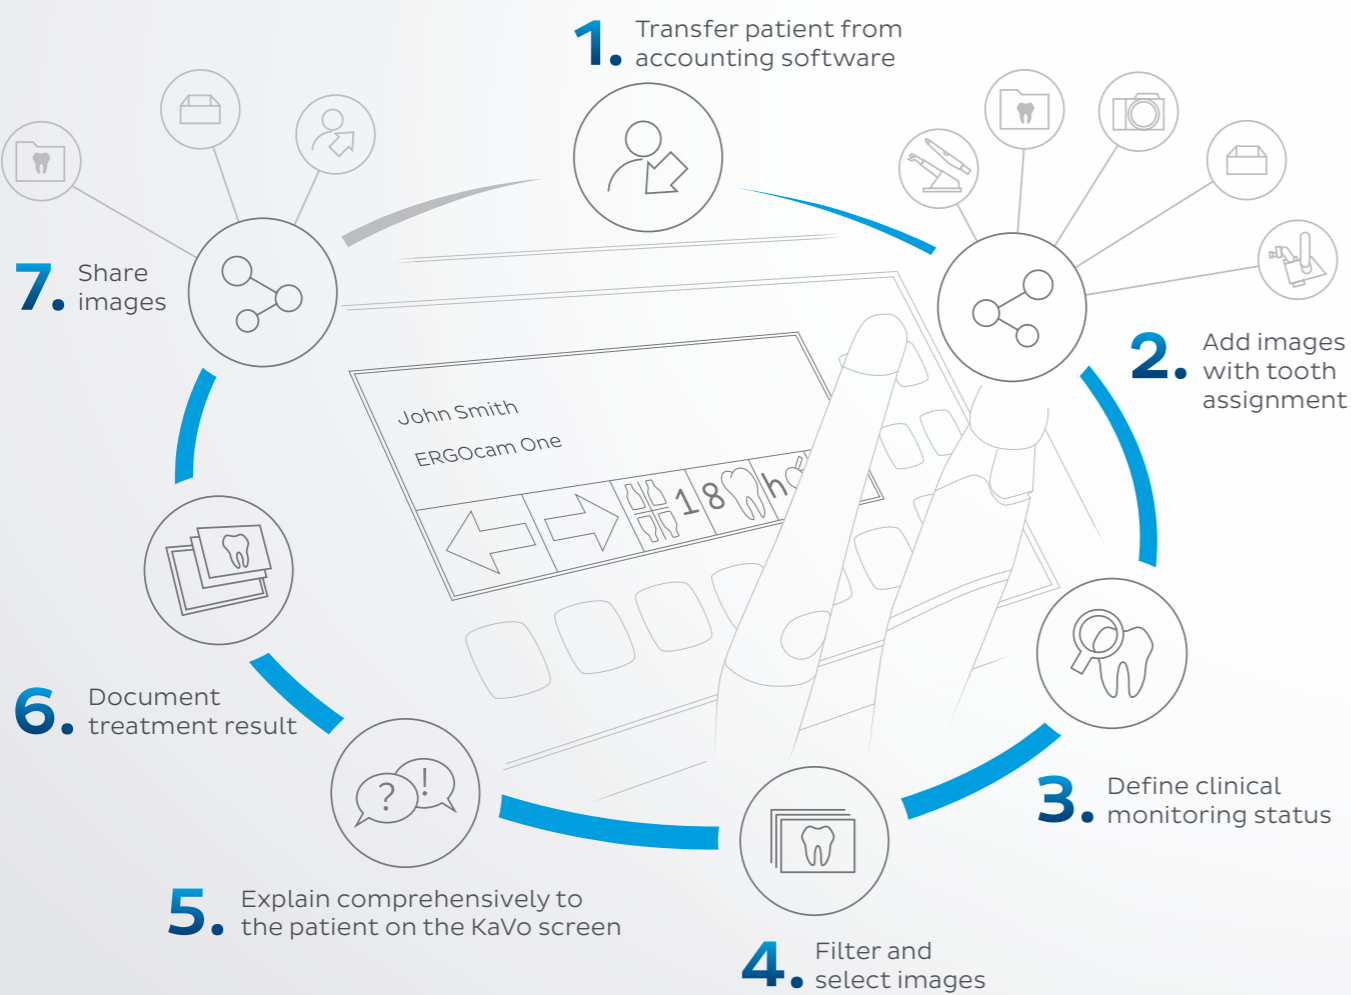 1. Transfer patient from
accounting software
2. Add images
with tooth
assignment
3. Define clinical
monitoring status
4. Filter and
select images
5. Explain comprehensively to
the patient on the KaVo screen
6. Document
treatment result
7. Share
images
John Smith
ERGOcam One
18 h
? !